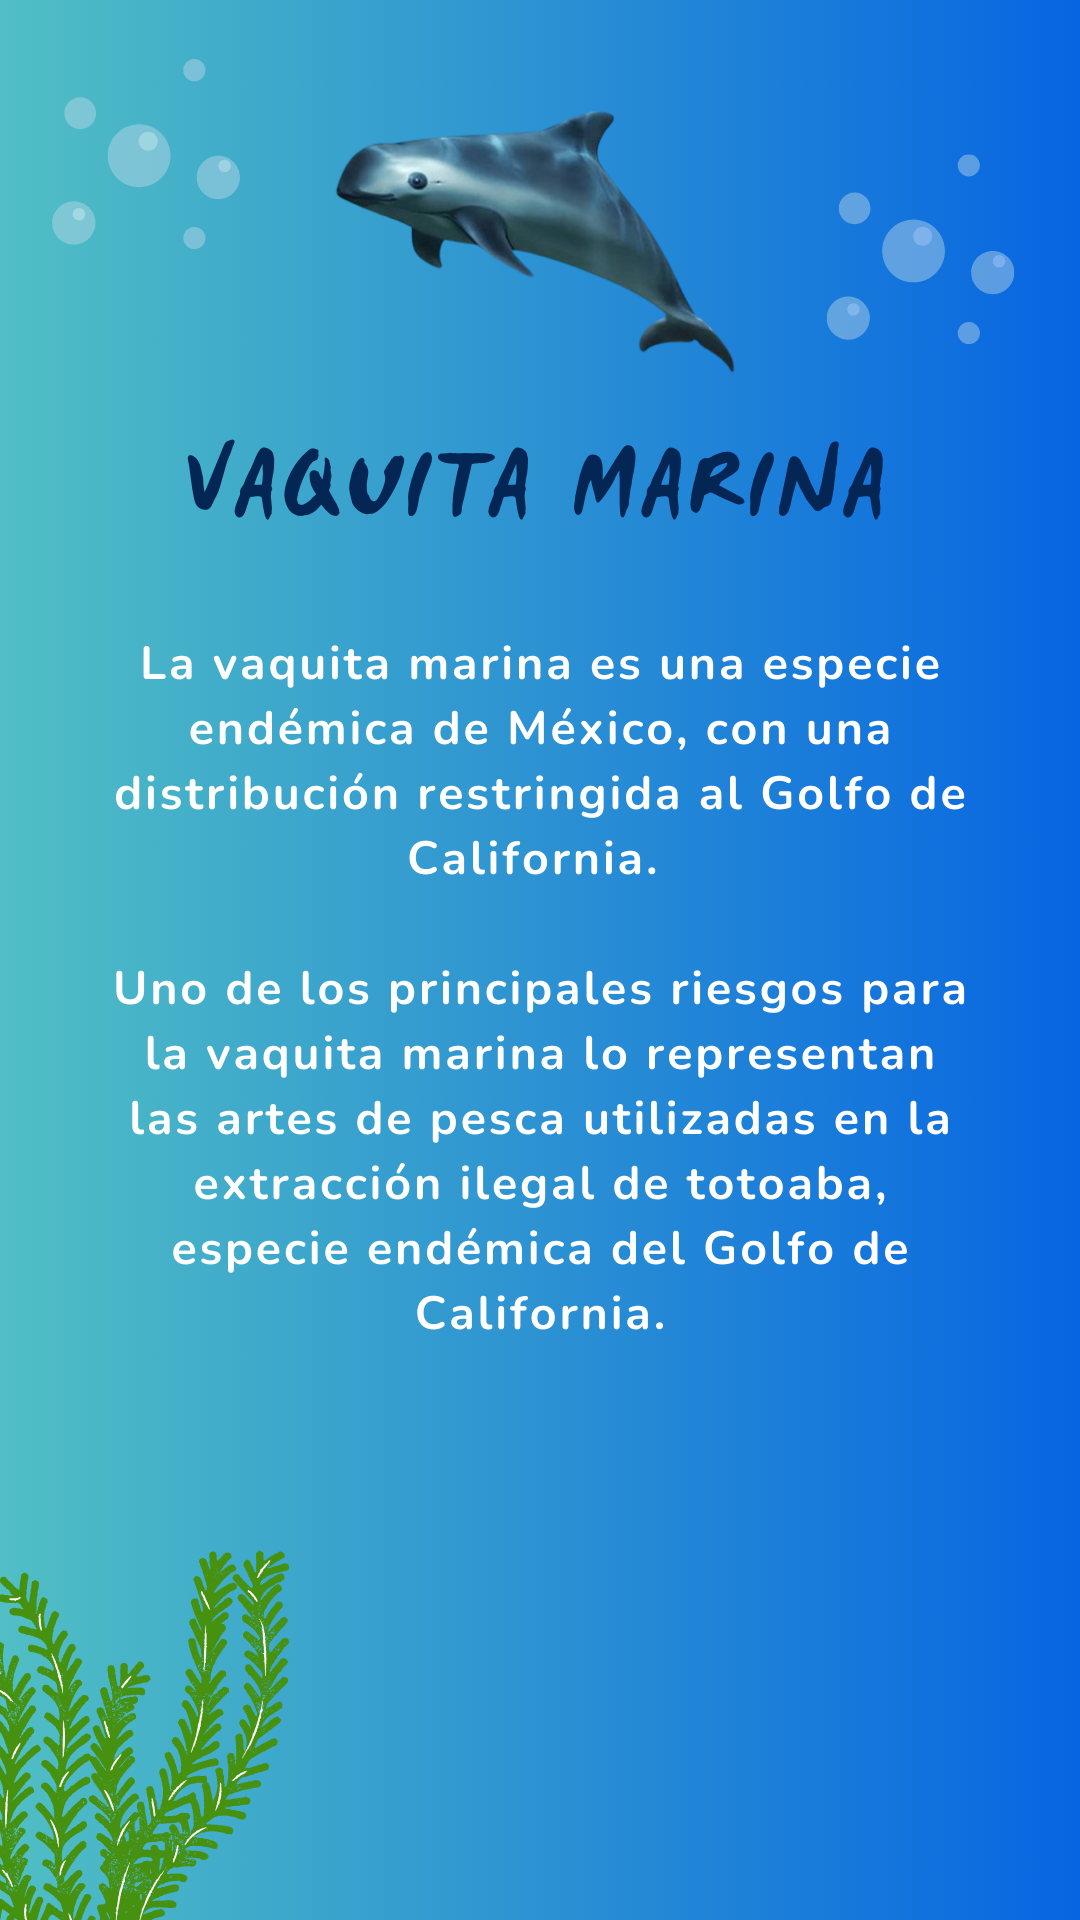 VAQUITA MARINA
La vaquita marina es una especie
endémica de México, con una
distribución restringida al Golfo de
California.
Uno de los principales riesgos para
la vaquita marina lo representan
las artes de pesca utilizadas en la
extracción ilegal de totoaba,
especie endémica del Golfo de
California.